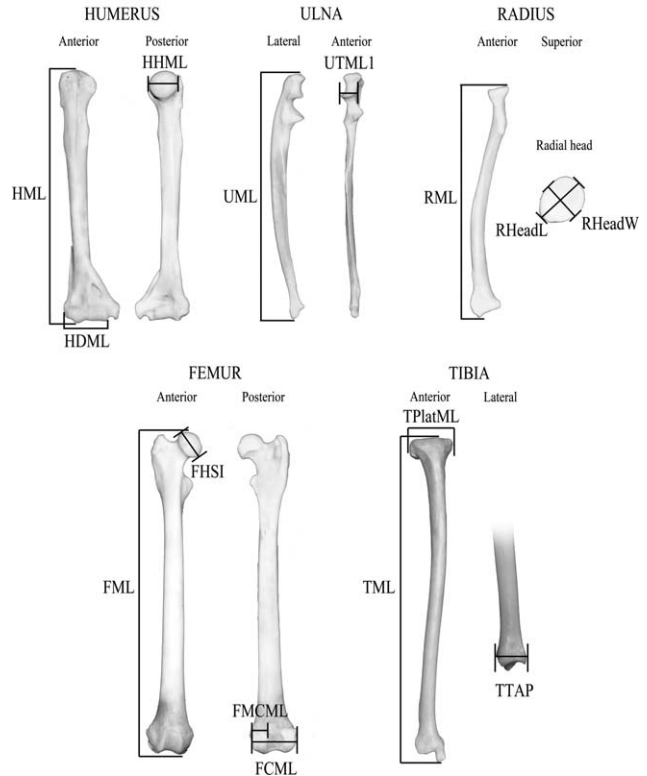 HUMERUS
Anterior
Posterior
HHML
HML
HDML
ULNA
Lateral
Anterior
UTML1
UML
RADIUS
Anterior
Superior
Radial head
RML
RHeadL
RHeadW
FEMUR
Anterior
Posterior
FHSI
FML
FMCML
FCML
TIBIA
Anterior
Lateral
TPlatML
TML
TTAP